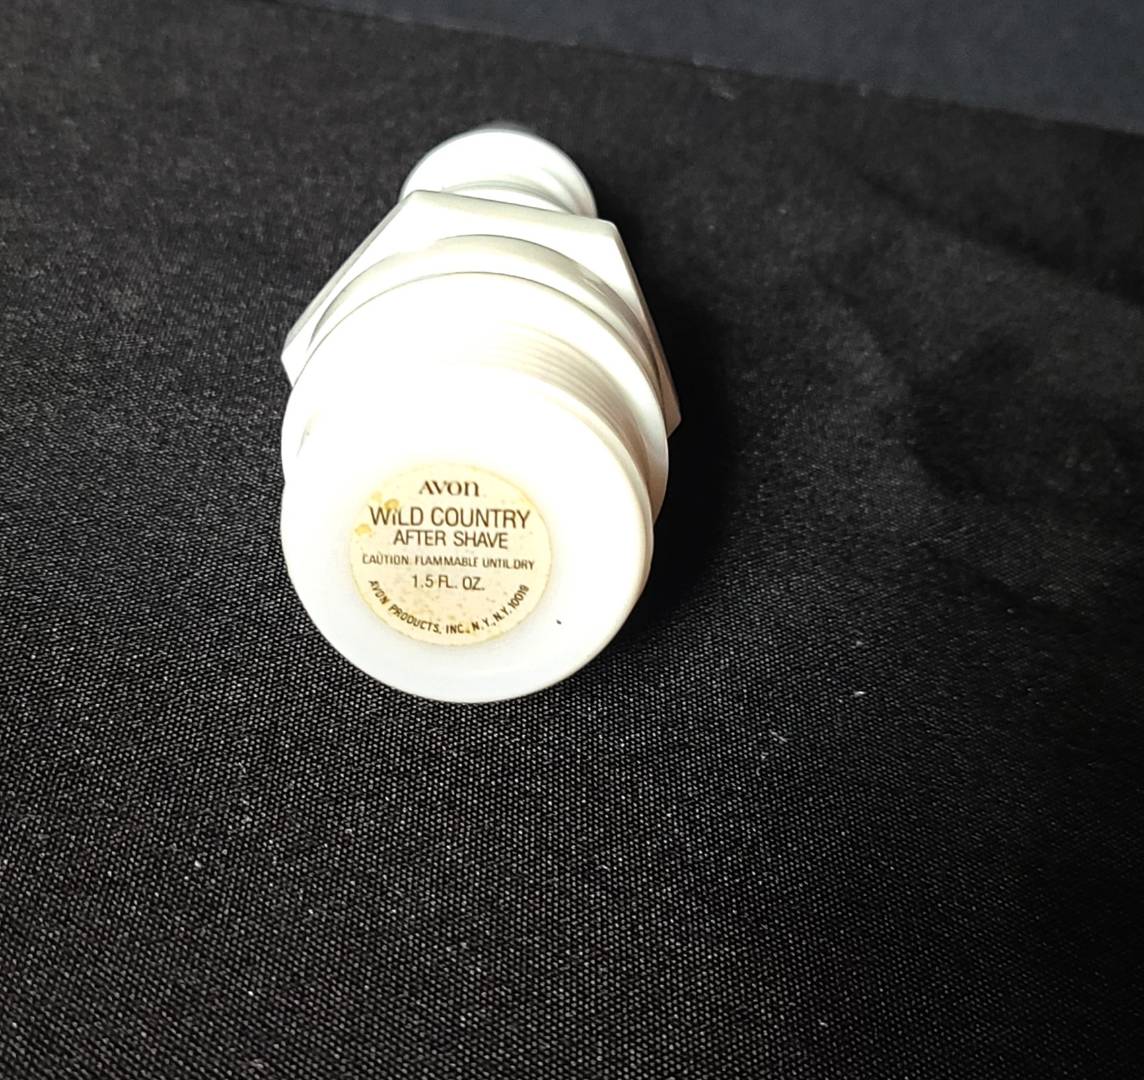 AVON
WILD COUNTRY
AFTER SHAVE
CAUTION: FLAMMABLE UNTIL DRY
1.5 FL. OZ.
AVON PRODUCTS, INC. N.Y., N.Y. 10019